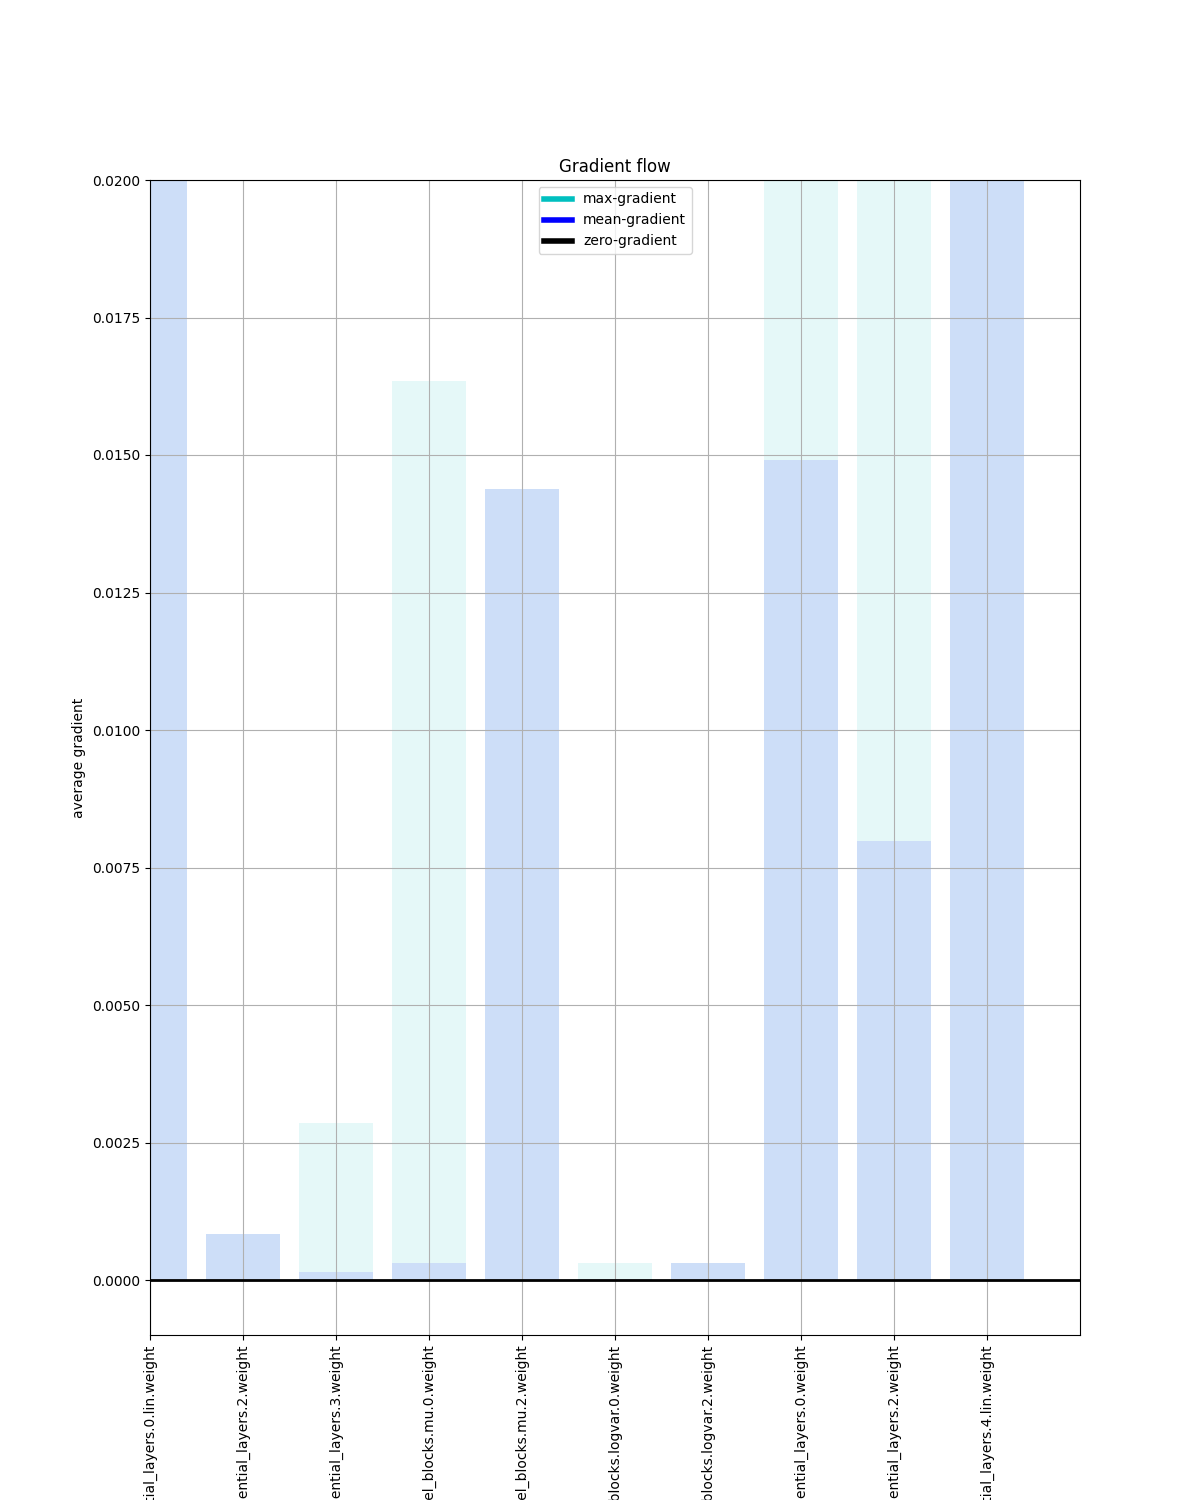 Gradient flow
max-gradient
mean-gradient
zero-gradient
0.0200
0.0175
0.0150
0.0125
0.0100
0.0075
0.0050
0.0025
0.0000
average gradient
tial_layers.0.lin.weight
ential_layers.2.weight
ential_layers.3.weight
el_blocks.mu.0.weight
el_blocks.mu.2.weight
blocks.logvar.0.weight
blocks.logvar.2.weight
ential_layers.0.weight
ential_layers.2.weight
tial_layers.4.lin.weight